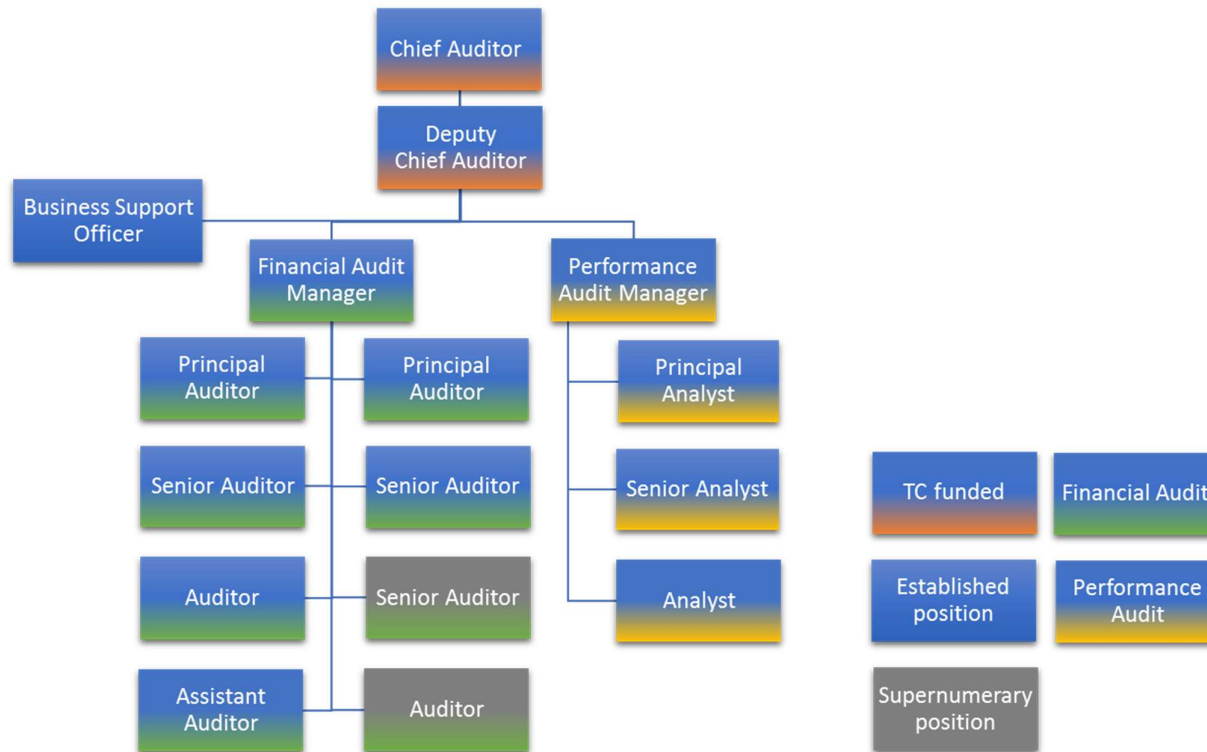 Chief Auditor
Deputy
Chief Auditor
Business Support
Officer
Financial Audit
Manager
Performance
Audit Manager
Principal
Auditor
Principal
Auditor
Principal
Analyst
Senior Auditor
Senior Auditor
Senior Analyst
Auditor
Senior Auditor
Analyst
Assistant
Auditor
Auditor
TC funded
Financial Audit
Established
position
Performance
Audit
Supernumerary
position